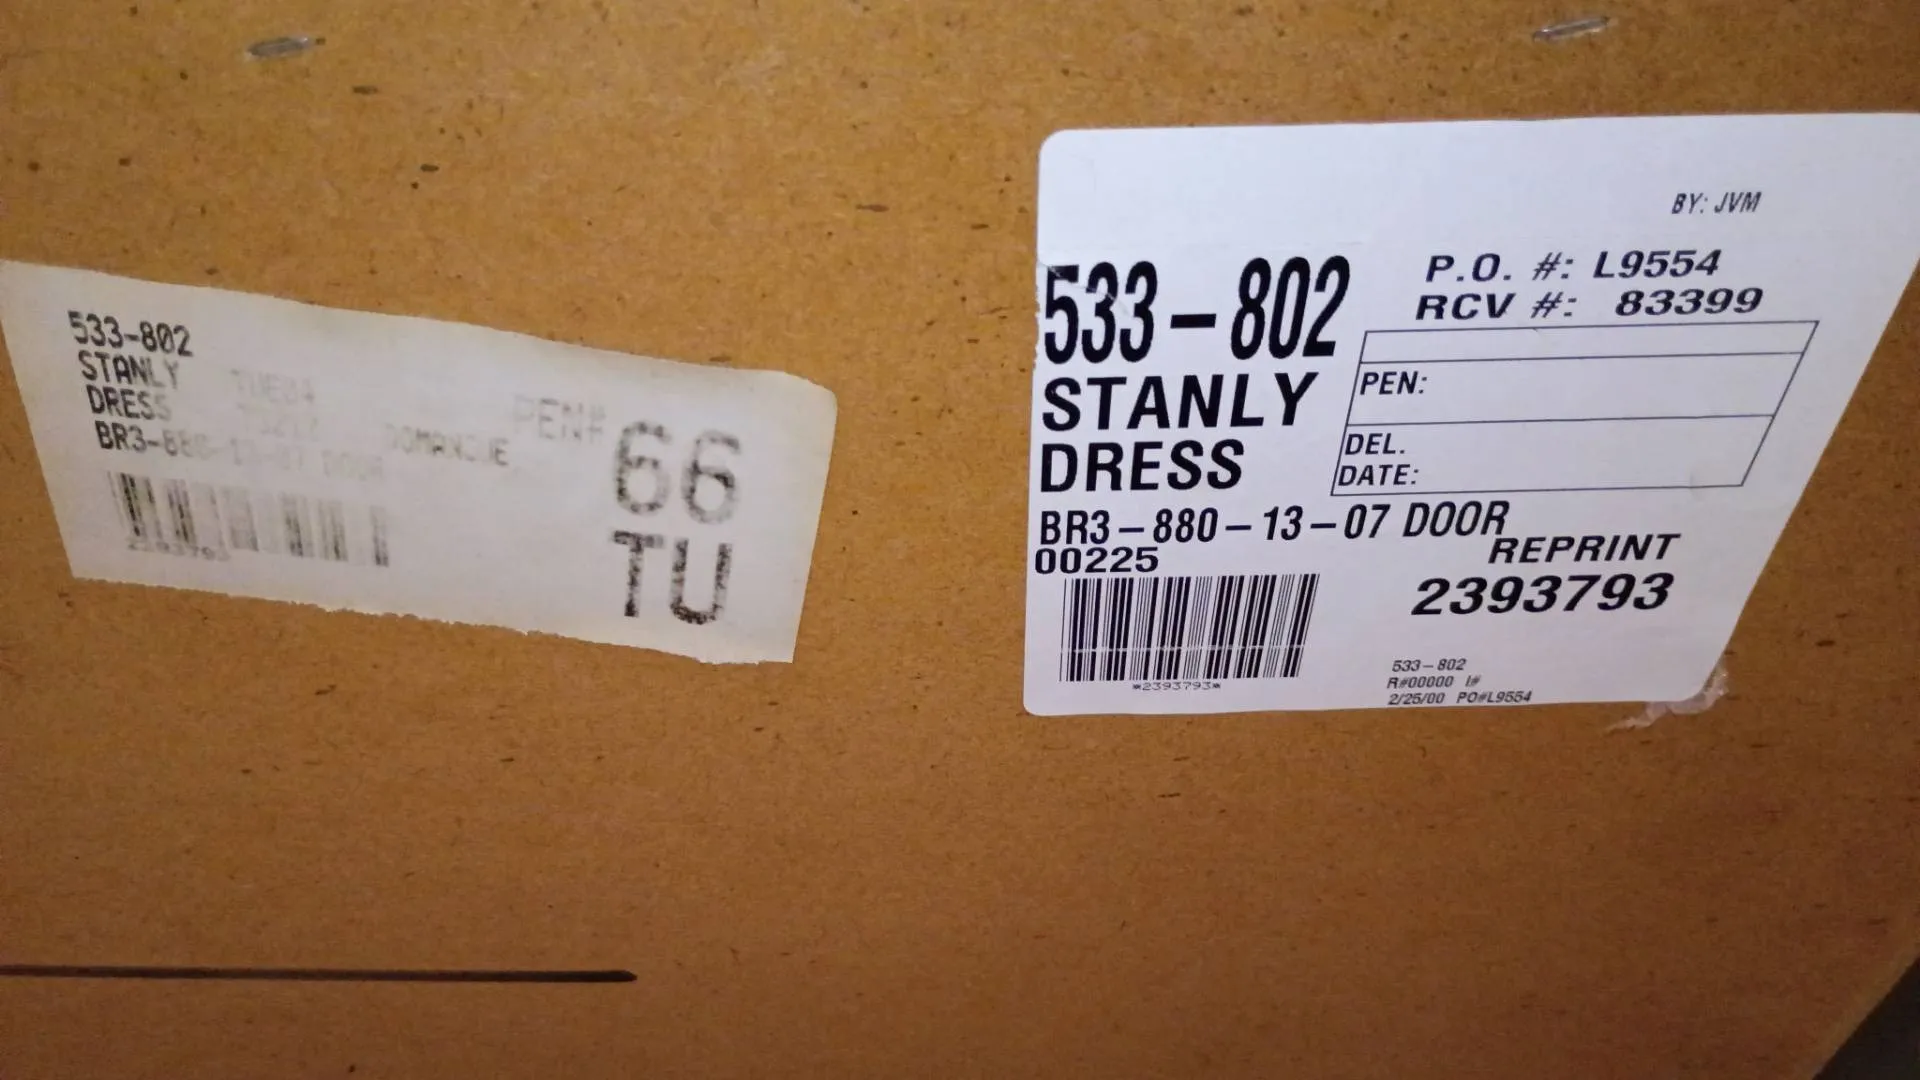 533-802
STANLY
DRESS
PEN#
66
TU
2393793
BY: JVM
533-802
STANLY
DRESS
P.O. #: L9554
RCV #: 83399
PEN:
DEL.
DATE:
BR3-880-13-07 DOOR
00225
REPRINT
2393793
*2393793*
533-802
R#00000 I#
2/25/00 PO#L9554